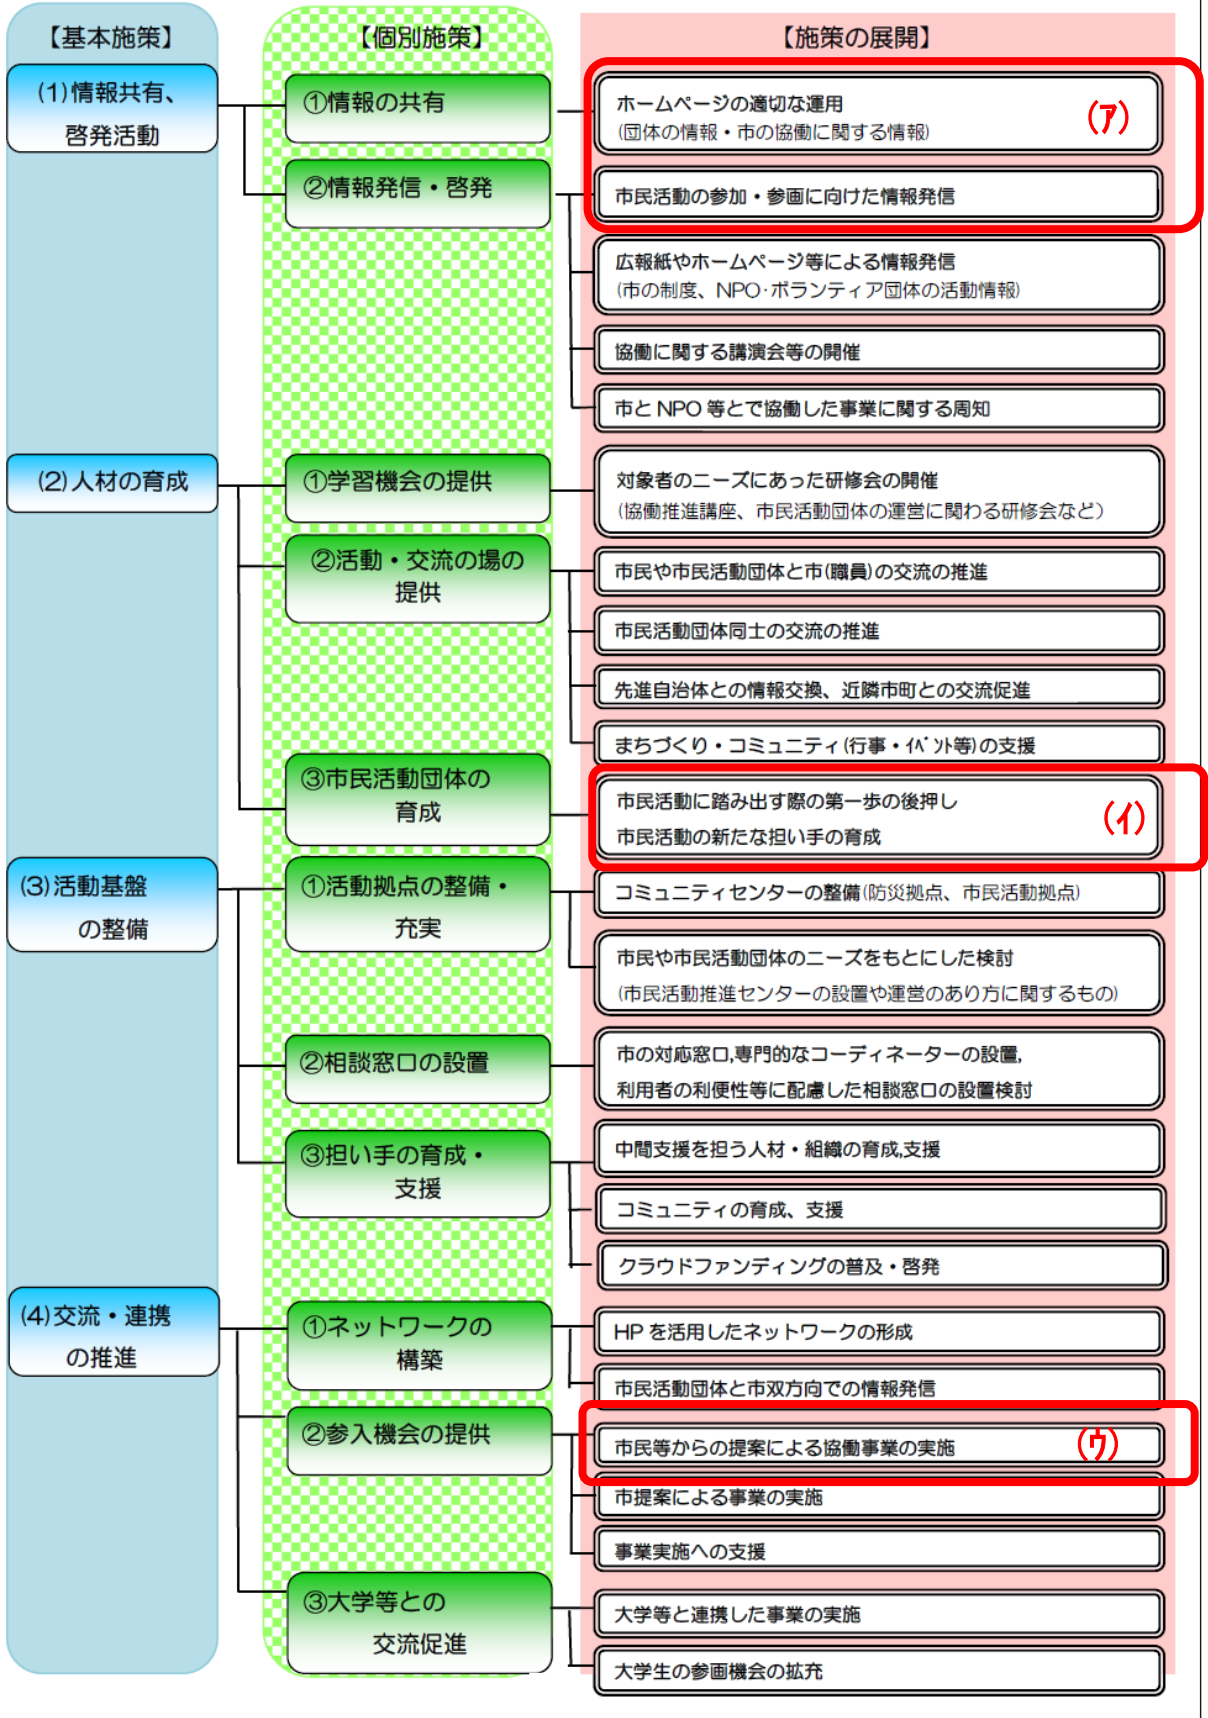 【基本施策】
【個別施策】
【施策の展開】
(1)情報共有、
啓発活動
①情報の共有
ホームページの適切な運用
(団体の情報・市の協働に関する情報)
(ｱ)
②情報発信・啓発
市民活動の参加・参画に向けた情報発信
広報紙やホームページ等による情報発信
(市の制度、NPO･ボランティア団体の活動情報)
協働に関する講演会等の開催
市と NPO 等とで協働した事業に関する周知
(2)人材の育成
①学習機会の提供
対象者のニーズにあった研修会の開催
(協働推進講座、市民活動団体の運営に関わる研修会など）
②活動・交流の場の
提供
市民や市民活動団体と市(職員)の交流の推進
市民活動団体同士の交流の推進
先進自治体との情報交換、近隣市町との交流促進
まちづくり・コミュニティ(行事・ｲﾍﾞﾝﾄ等)の支援
③市民活動団体の
育成
市民活動に踏み出す際の第一歩の後押し
市民活動の新たな担い手の育成
(ｲ)
(3)活動基盤
の整備
①活動拠点の整備・
充実
コミュニティセンターの整備(防災拠点、市民活動拠点)
市民や市民活動団体のニーズをもとにした検討
(市民活動推進センターの設置や運営のあり方に関するもの)
②相談窓口の設置
市の対応窓口,専門的なコーディネーターの設置,
利用者の利便性等に配慮した相談窓口の設置検討
③担い手の育成・
支援
中間支援を担う人材・組織の育成,支援
コミュニティの育成、支援
クラウドファンディングの普及・啓発
(4)交流・連携
の推進
①ネットワークの
構築
HP を活用したネットワークの形成
市民活動団体と市双方向での情報発信
②参入機会の提供
市民等からの提案による協働事業の実施
(ｳ)
市提案による事業の実施
事業実施への支援
③大学等との
交流促進
大学等と連携した事業の実施
大学生の参画機会の拡充